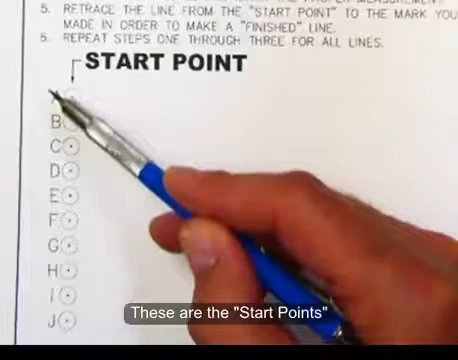 5. RETRACE THE LINE FROM THE "START POINT" TO THE MARK YOU
MADE IN ORDER TO MAKE A "FINISHED" LINE.
6. REPEAT STEPS ONE THROUGH THREE FOR ALL LINES.
START POINT
B
C
D
E
F
G
H
I
J
These are the "Start Points"